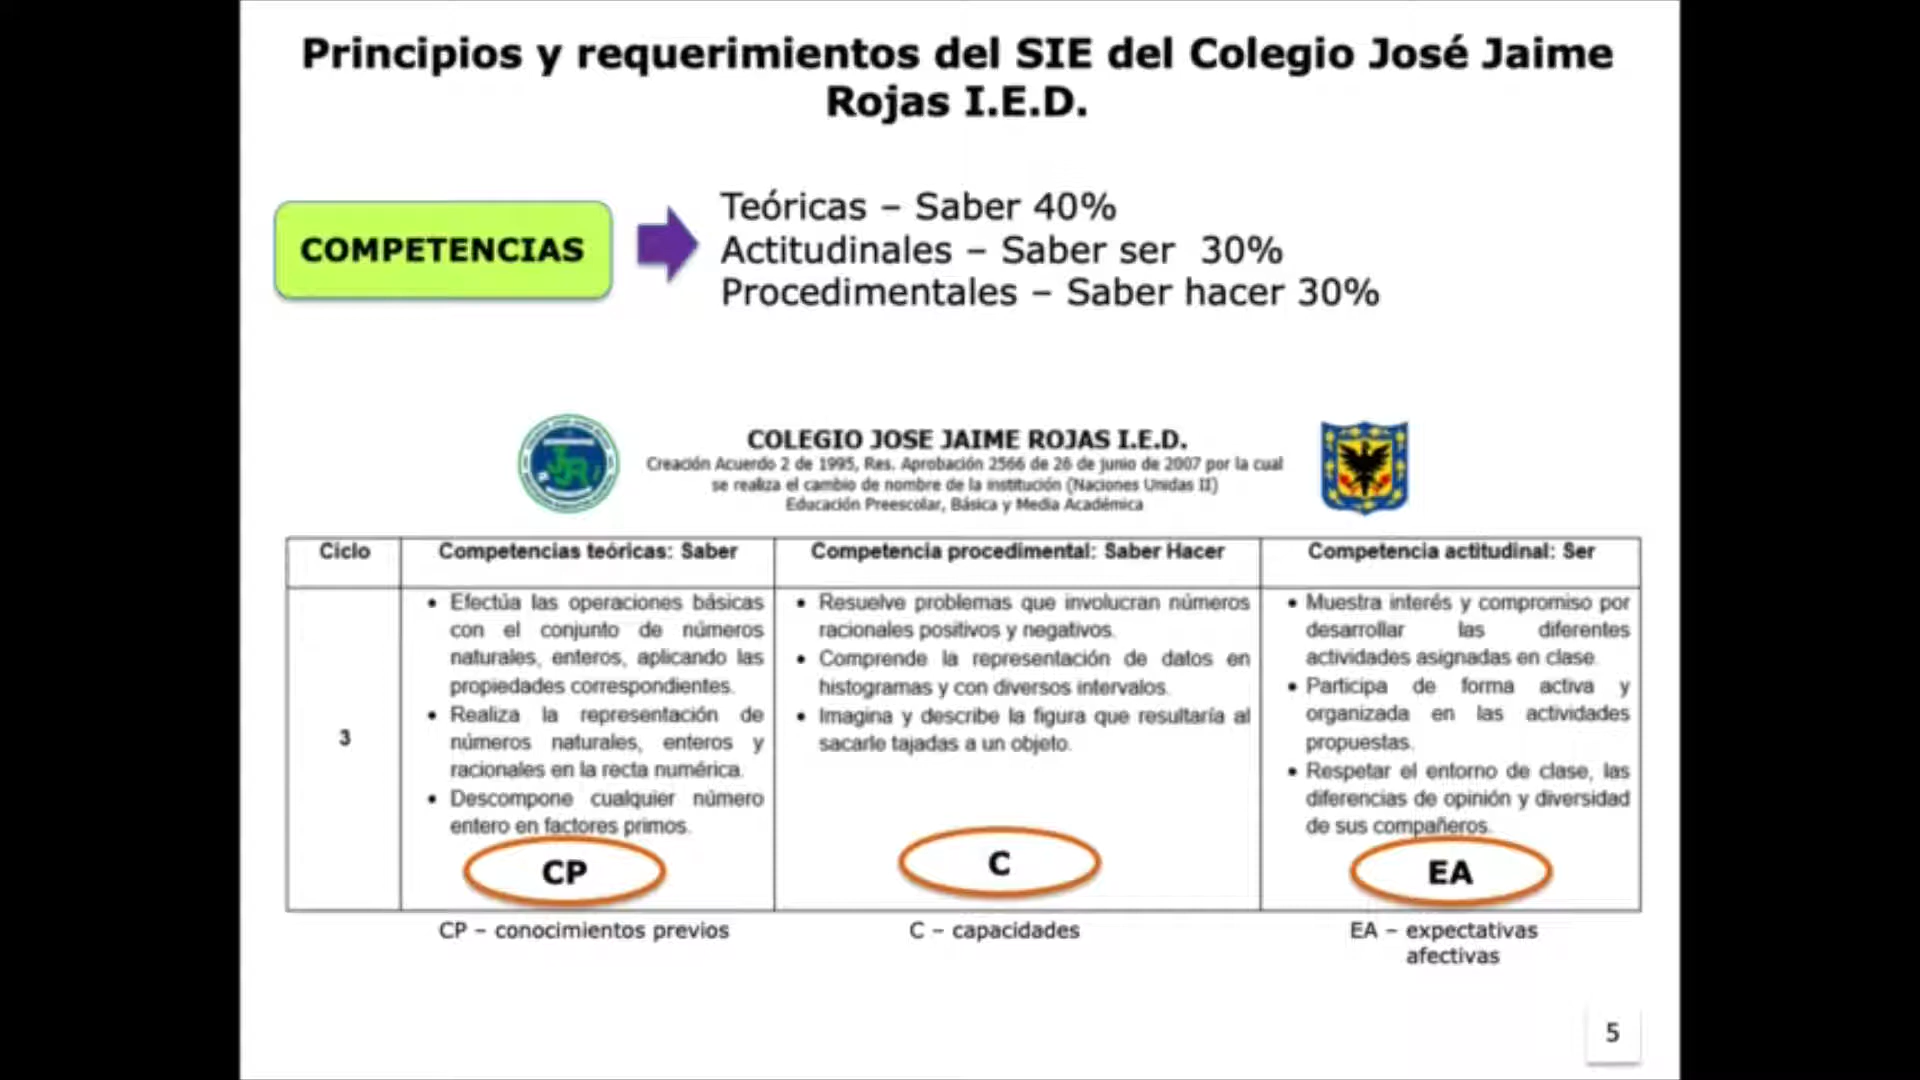 Principios y requerimientos del SIE del Colegio José Jaime
Rojas I.E.D.
COMPETENCIAS
Teóricas – Saber 40%
Actitudinales – Saber ser 30%
Procedimentales – Saber hacer 30%
COLEGIO JOSE JAIME ROJAS I.E.D.
Creación Acuerdo 2 de 1995, Res. Aprobación 2566 de 26 de junio de 2007 por la cual
se realiza el cambio de nombre de la institución (Naciones Unidas II)
Educación Preescolar, Básica y Media Académica
Ciclo
Competencias teóricas: Saber
Competencia procedimental: Saber Hacer
Competencia actitudinal: Ser
3
• Efectúa las operaciones básicas
con el conjunto de números
naturales, enteros, aplicando las
propiedades correspondientes.
• Realiza la representación de
números naturales, enteros y
racionales en la recta numérica.
• Descompone cualquier número
entero en factores primos.
CP
• Resuelve problemas que involucran números
racionales positivos y negativos.
• Comprende la representación de datos en
histogramas y con diversos intervalos.
• Imagina y describe la figura que resultaría al
sacarle tajadas a un objeto.
C
• Muestra interés y compromiso por
desarrollar las diferentes
actividades asignadas en clase.
• Participa de forma activa y
organizada en las actividades
propuestas.
• Respetar el entorno de clase, las
diferencias de opinión y diversidad
de sus compañeros.
EA
CP – conocimientos previos
C – capacidades
EA – expectativas
afectivas
5